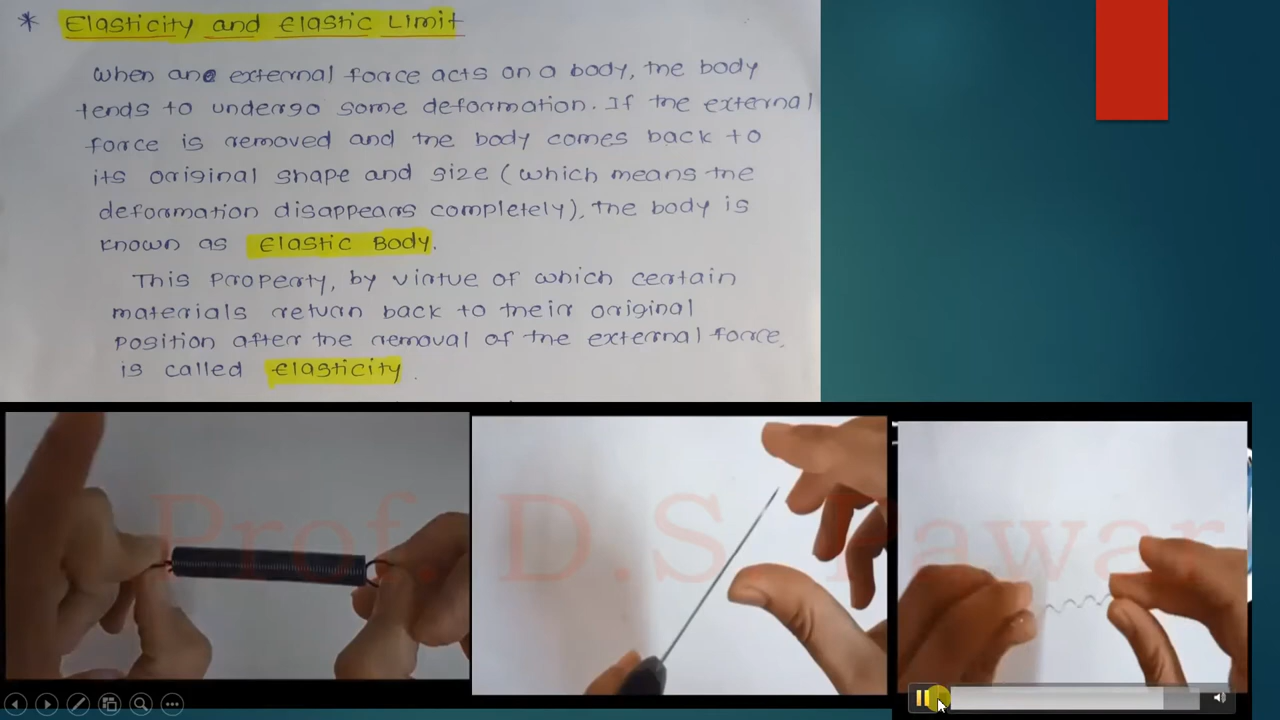 * Elasticity and Elastic Limit
When an external force acts on a body, the body
tends to undergo some deformation. If the external
force is removed and the body comes back to
its original shape and size (which means the
deformation disappears completely), the body is
known as Elastic Body.
This Property, by virtue of which certain
materials return back to their original
position after the removal of the external force,
is called elasticity.
Prof. D.S. Pawar